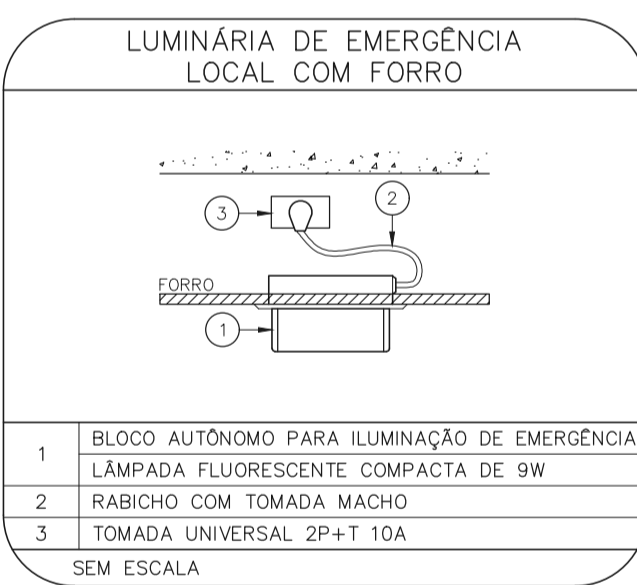 LUMINÁRIA DE EMERGÊNCIA
LOCAL COM FORRO
2
3
FORRO
1
1
BLOCO AUTÔNOMO PARA ILUMINAÇÃO DE EMERGÊNCIA
LÂMPADA FLUORESCENTE COMPACTA DE 9W
2 RABICHO COM TOMADA MACHO
3 TOMADA UNIVERSAL 2P+T 10A
SEM ESCALA